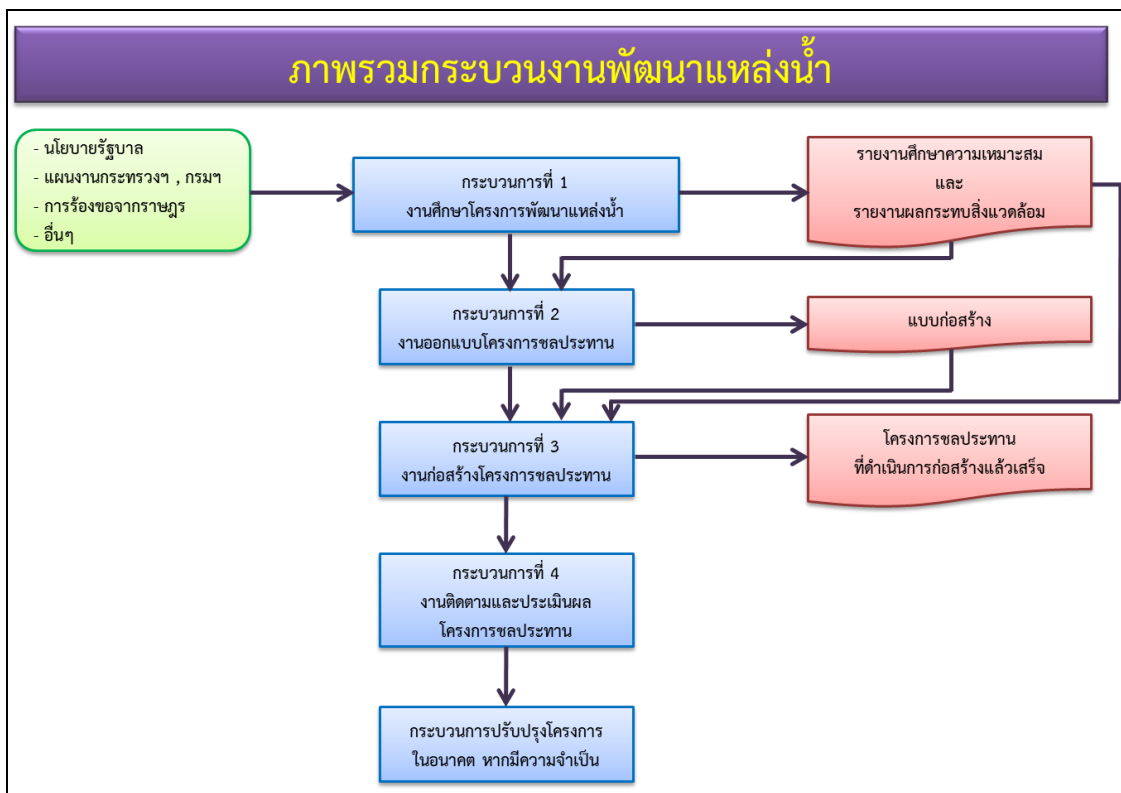 ภาพรวมกระบวนงานพัฒนาแหล่งน้ำ
- นโยบายรัฐบาล
- แผนงานกระทรวงฯ , กรมฯ
- การร้องขอจากราษฎร
- อื่นๆ
กระบวนการที่ 1
งานศึกษาโครงการพัฒนาแหล่งน้ำ
รายงานศึกษาความเหมาะสม
และ
รายงานผลกระทบสิ่งแวดล้อม
กระบวนการที่ 2
งานออกแบบโครงการชลประทาน
แบบก่อสร้าง
กระบวนการที่ 3
งานก่อสร้างโครงการชลประทาน
โครงการชลประทาน
ที่ดำเนินการก่อสร้างแล้วเสร็จ
กระบวนการที่ 4
งานติดตามและประเมินผล
โครงการชลประทาน
กระบวนการปรับปรุงโครงการ
ในอนาคต หากมีความจำเป็น